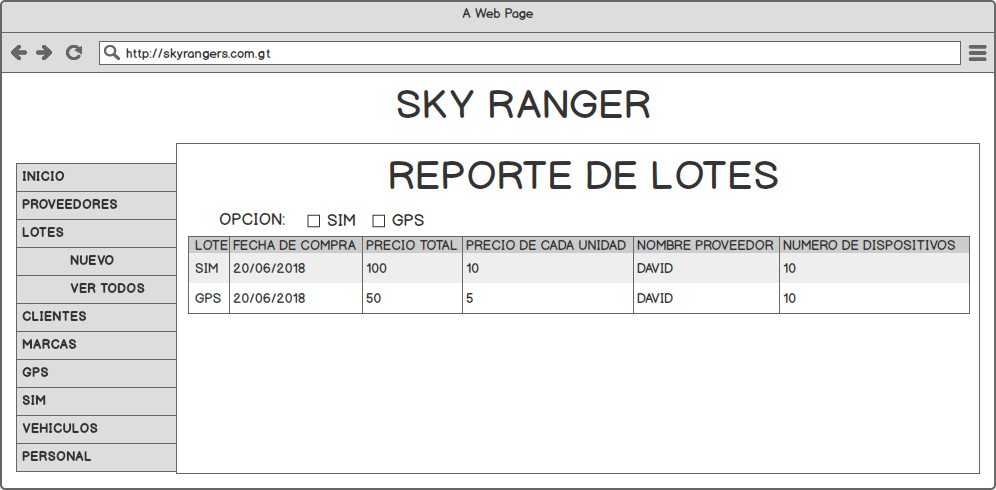 A Web Page
http://skyrangers.com.gt
SKY RANGER
INICIO
PROVEEDORES
LOTES
NUEVO
VER TODOS
CLIENTES
MARCAS
GPS
SIM
VEHICULOS
PERSONAL
REPORTE DE LOTES
OPCION: SIM GPS
LOTE FECHA DE COMPRA PRECIO TOTAL PRECIO DE CADA UNIDAD NOMBRE PROVEEDOR NUMERO DE DISPOSITIVOS
SIM 20/06/2018 100 10 DAVID 10
GPS 20/06/2018 50 5 DAVID 10